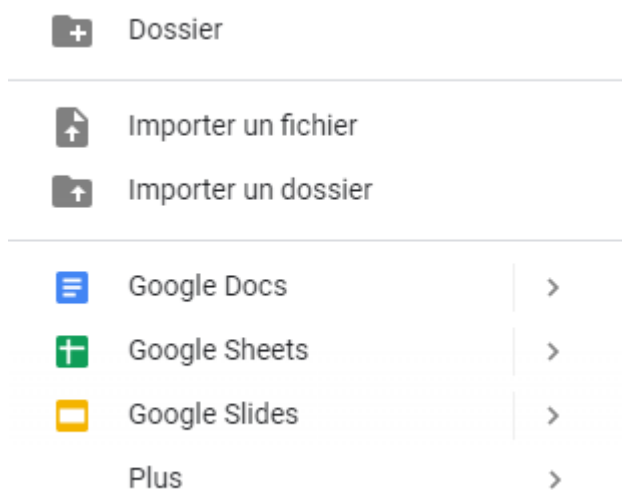 Dossier
Importer un fichier
Importer un dossier
Google Docs
Google Sheets
Google Slides
Plus